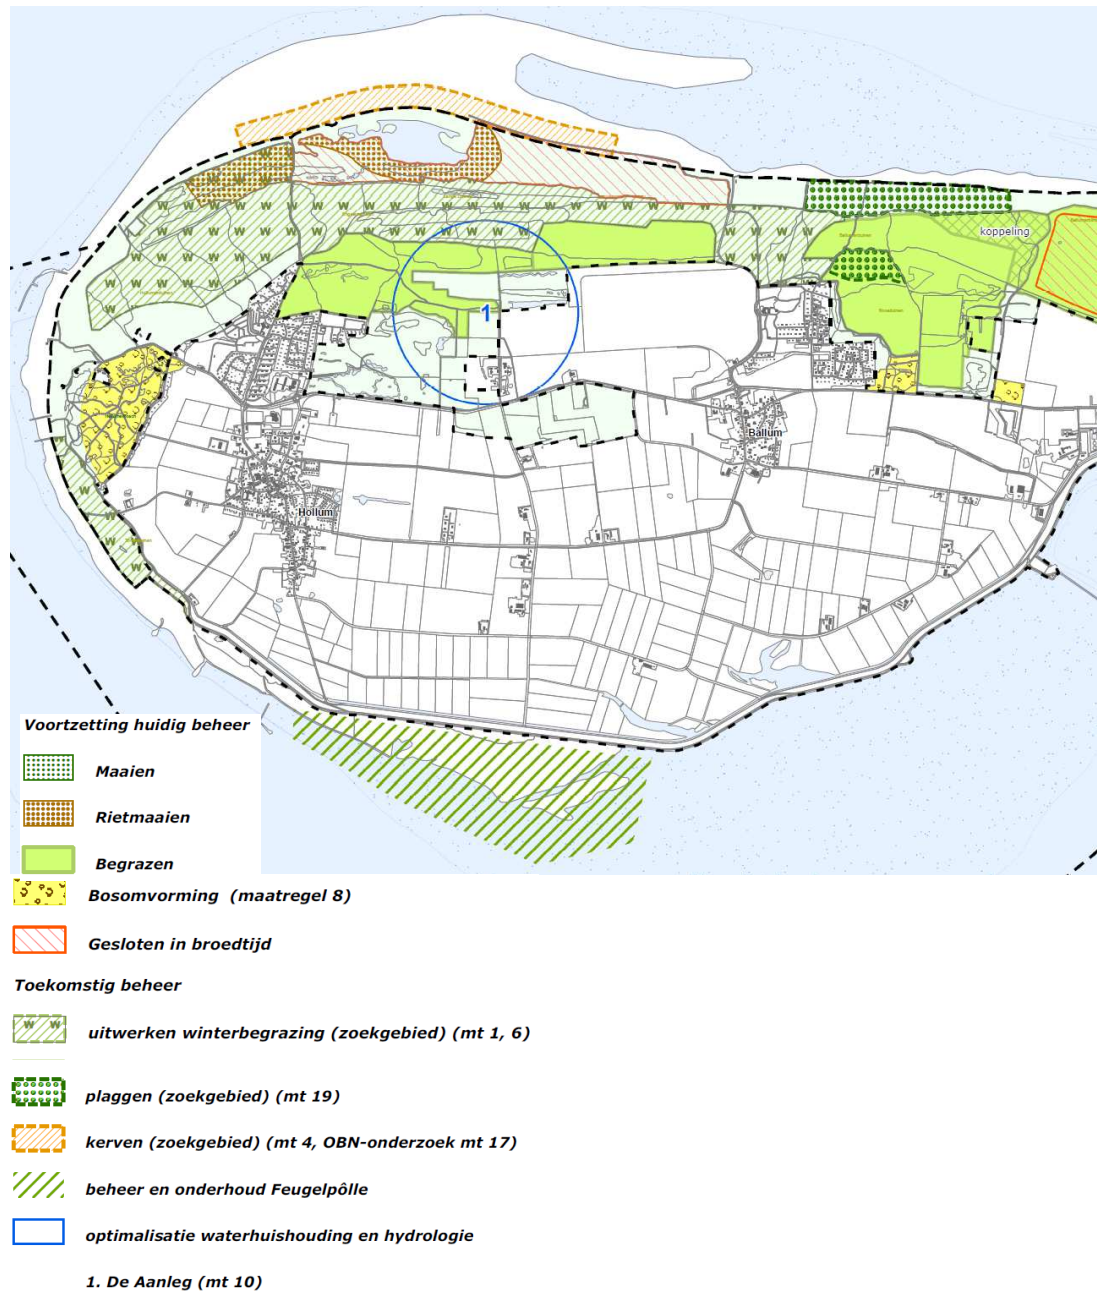 koppeling
1
Ballum
Hollum
Voortzetting huidig beheer
Maaien
Rietmaaien
Begrazen
Bosomvorming (maatregel 8)
Gesloten in broedtijd
Toekomstig beheer
W W
uitwerken winterbegrazing (zoekgebied) (mt 1, 6)
plaggen (zoekgebied) (mt 19)
kerven (zoekgebied) (mt 4, OBN-onderzoek mt 17)
beheer en onderhoud Feugelpôlle
optimalisatie waterhuishouding en hydrologie
1. De Aanleg (mt 10)